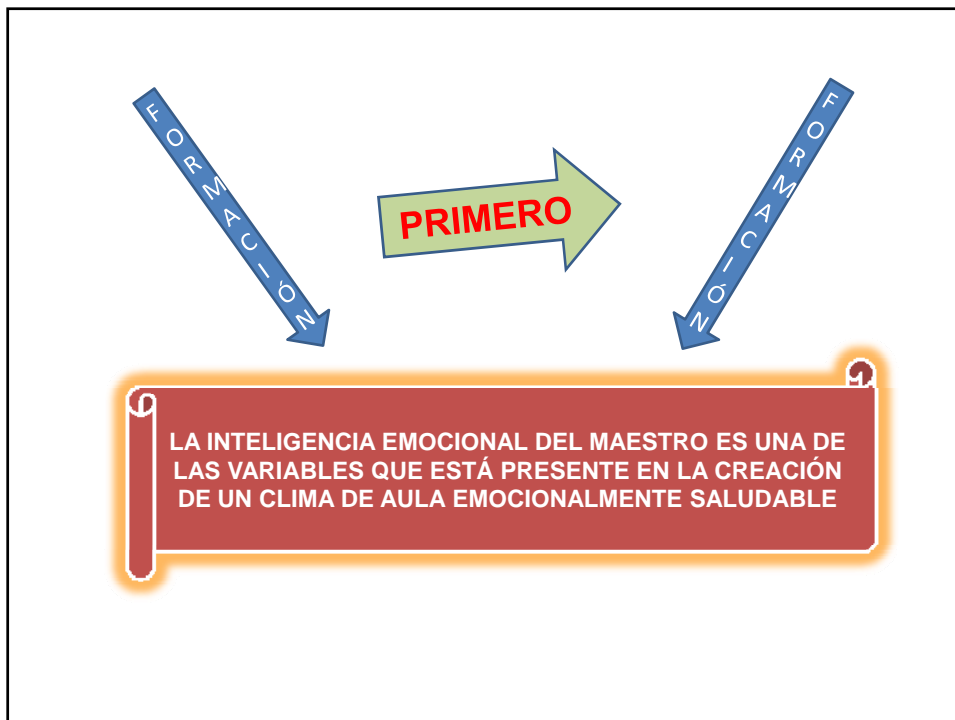 FORMACIÓN
FORMACIÓN
PRIMERO
LA INTELIGENCIA EMOCIONAL DEL MAESTRO ES UNA DE
LAS VARIABLES QUE ESTÁ PRESENTE EN LA CREACIÓN
DE UN CLIMA DE AULA EMOCIONALMENTE SALUDABLE